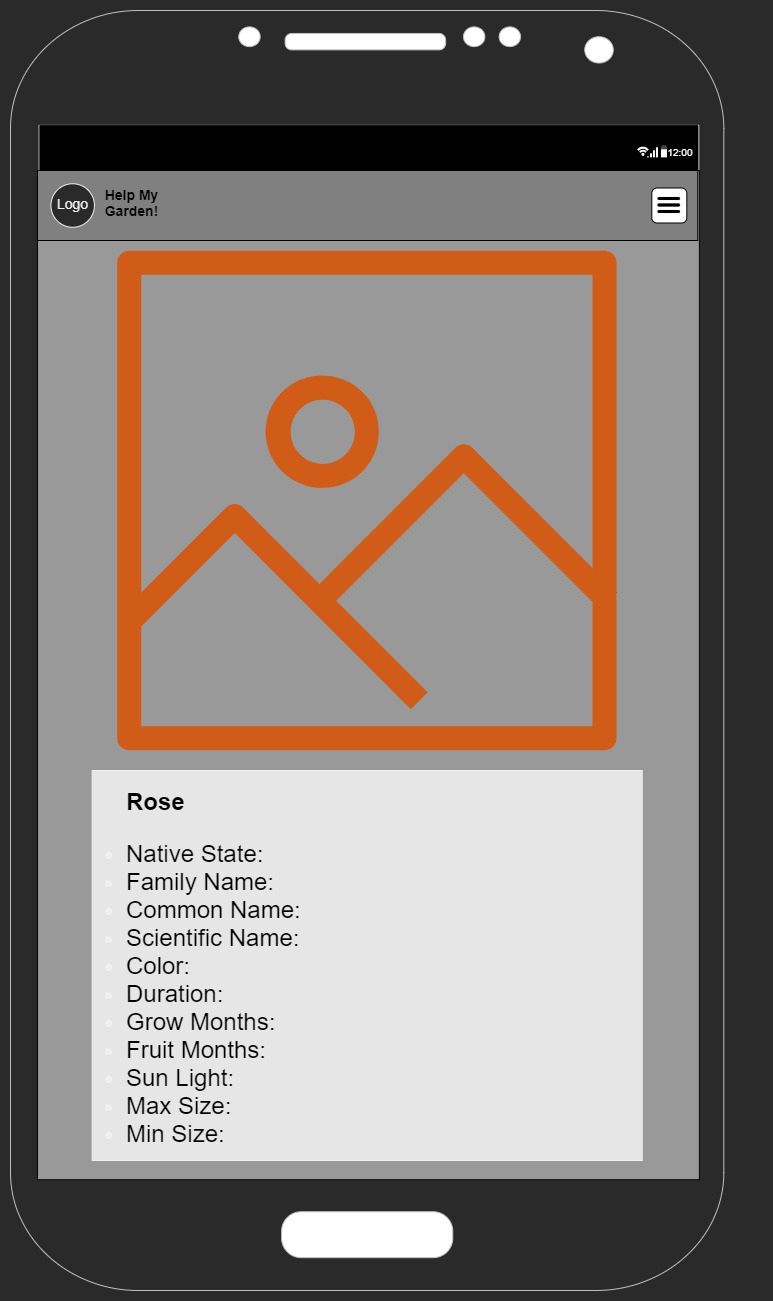 12:00
Logo
Help My
Garden!
Rose
Native State:
Family Name:
Common Name:
Scientific Name:
Color:
Duration:
Grow Months:
Fruit Months:
Sun Light:
Max Size:
Min Size: